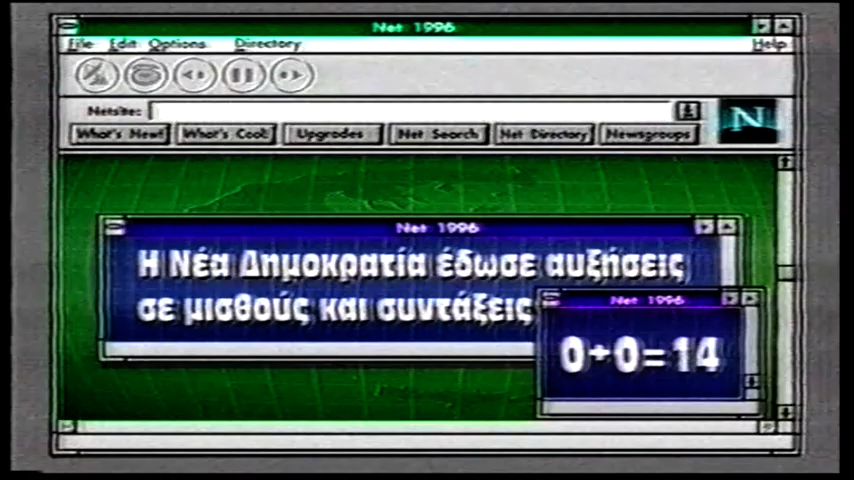 Net 1996
File Edit Options Directory Help
Netsite:
What's New! What's Cool! Upgrades Net Search Net Directory Newsgroups
N
Net 1996
Η Νέα Δημοκρατία έδωσε αυξήσεις
σε μισθούς και συντάξεις
Net 1996
0+0=14